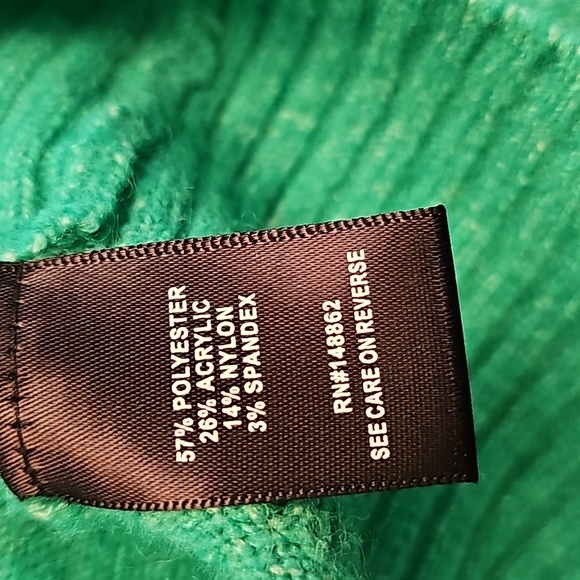 57% POLYESTER
26% ACRYLIC
14% NYLON
3% SPANDEX
RN#148862
SEE CARE ON REVERSE